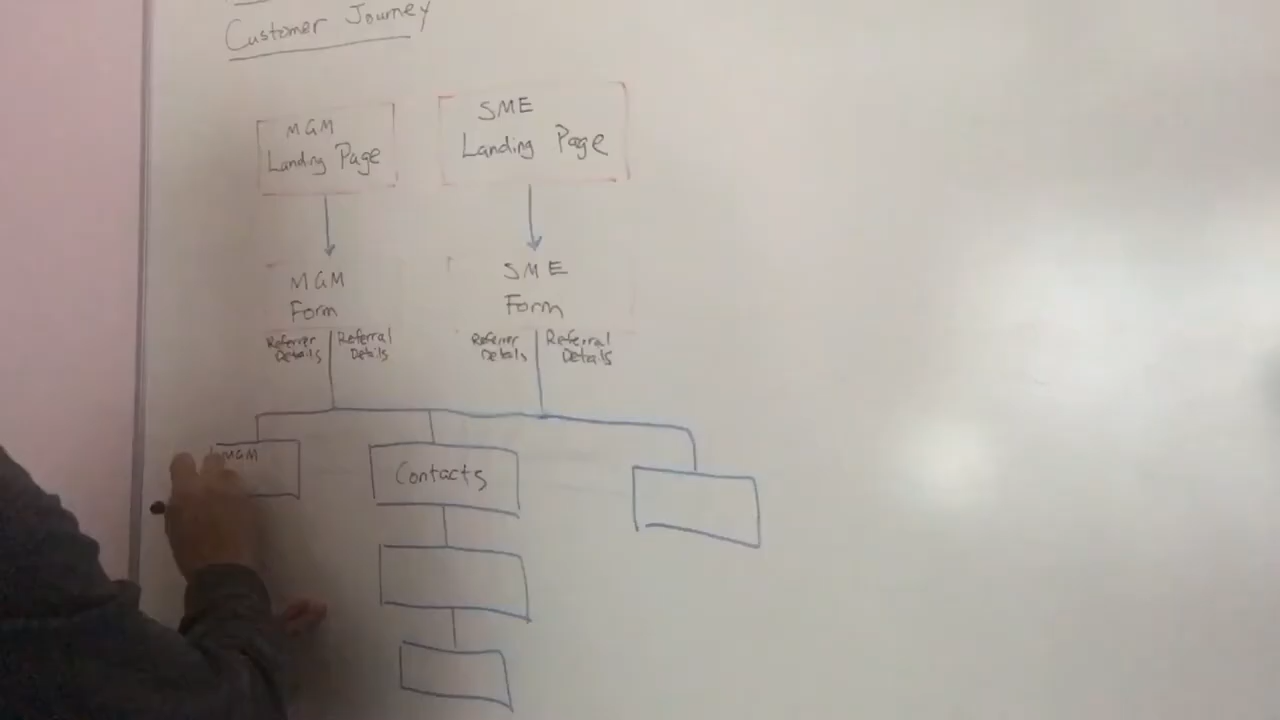 Customer Journey
MGM
Landing Page
SME
Landing Page
MGM
Form
SME
Form
Referrer
Details
Referral
Details
Referrer
Details
Referral
Details
MGM
Contacts